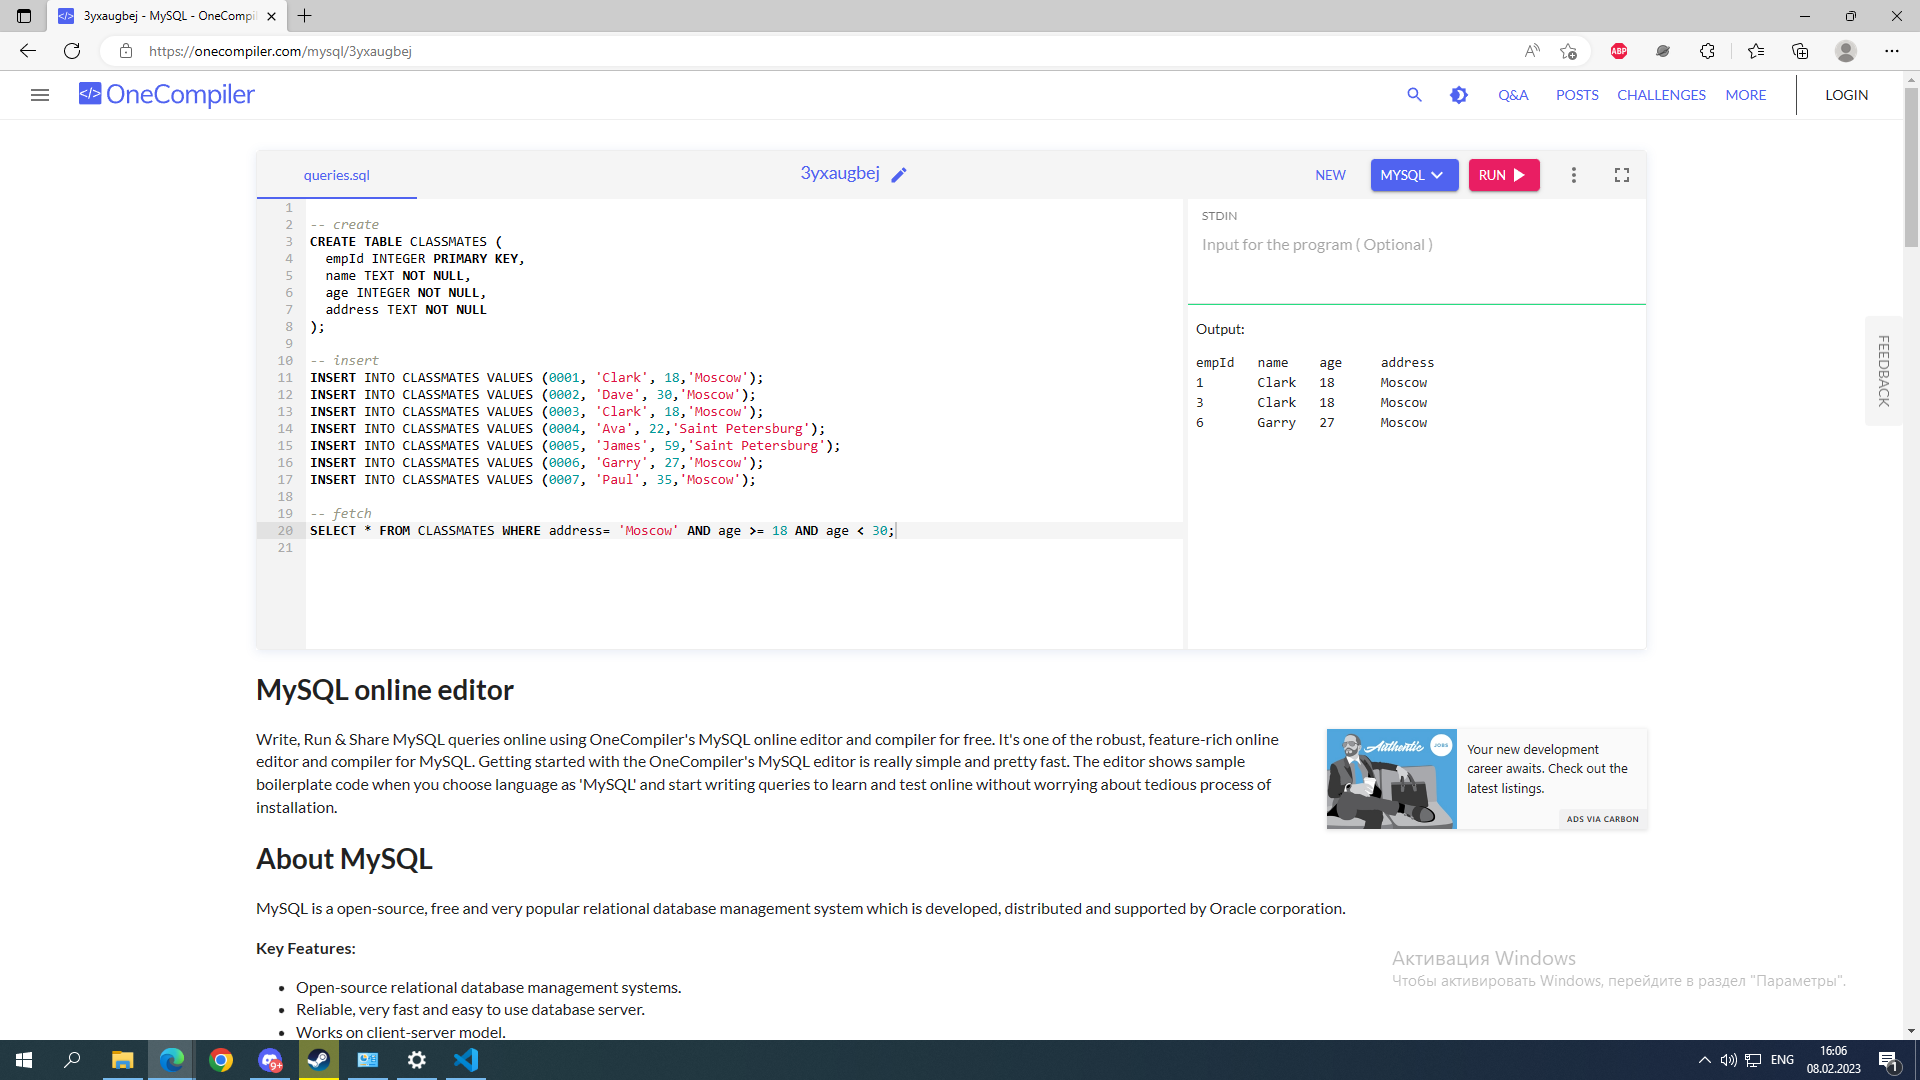 3yxaugbej - MySQL - OneCompil
https://onecompiler.com/mysql/3yxaugbej
ABP
</> OneCompiler
Q&A
POSTS
CHALLENGES
MORE
LOGIN
queries.sql
3yxaugbej
NEW
MYSQL
RUN
1
2 -- create
3 CREATE TABLE CLASSMATES (
4 empId INTEGER PRIMARY KEY,
5 name TEXT NOT NULL,
6 age INTEGER NOT NULL,
7 address TEXT NOT NULL
8 );
9
10 -- insert
11 INSERT INTO CLASSMATES VALUES (0001, 'Clark', 18,'Moscow');
12 INSERT INTO CLASSMATES VALUES (0002, 'Dave', 30,'Moscow');
13 INSERT INTO CLASSMATES VALUES (0003, 'Clark', 18,'Moscow');
14 INSERT INTO CLASSMATES VALUES (0004, 'Ava', 22,'Saint Petersburg');
15 INSERT INTO CLASSMATES VALUES (0005, 'James', 59,'Saint Petersburg');
16 INSERT INTO CLASSMATES VALUES (0006, 'Garry', 27,'Moscow');
17 INSERT INTO CLASSMATES VALUES (0007, 'Paul', 35,'Moscow');
18
19 -- fetch
20 SELECT * FROM CLASSMATES WHERE address= 'Moscow' AND age >= 18 AND age < 30;
21
STDIN
Input for the program ( Optional )
Output:
empId name age address
1 Clark 18 Moscow
3 Clark 18 Moscow
6 Garry 27 Moscow
FEEDBACK
MySQL online editor
Write, Run & Share MySQL queries online using OneCompiler's MySQL online editor and compiler for free. It's one of the robust, feature-rich online
editor and compiler for MySQL. Getting started with the OneCompiler's MySQL editor is really simple and pretty fast. The editor shows sample
boilerplate code when you choose language as 'MySQL' and start writing queries to learn and test online without worrying about tedious process of
installation.
Authentic JOBS
Your new development
career awaits. Check out the
latest listings.
ADS VIA CARBON
About MySQL
MySQL is a open-source, free and very popular relational database management system which is developed, distributed and supported by Oracle corporation.
Key Features:
• Open-source relational database management systems.
• Reliable, very fast and easy to use database server.
• Works on client-server model.
Активация Windows
Чтобы активировать Windows, перейдите в раздел "Параметры".
9+
ENG
16:06
08.02.2023
1